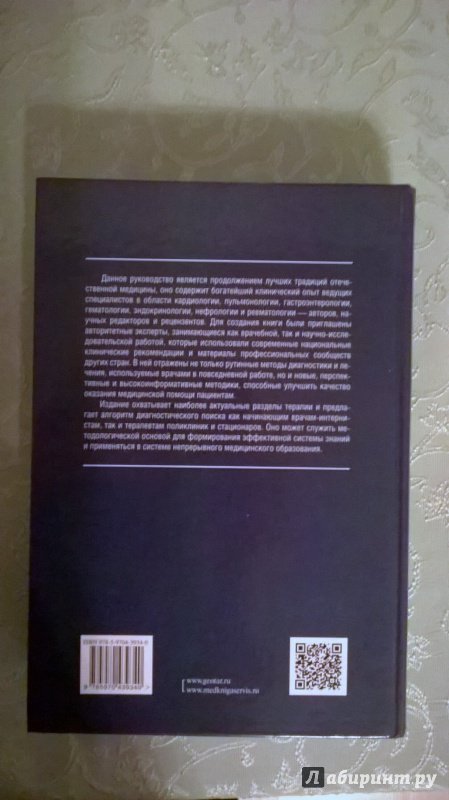 Данное руководство является продолжением лучших традиций отече-
ственной медицины, оно содержит богатейший клинический опыт ведущих
специалистов в области кардиологии, пульмонологии, гастроэнтерологии,
гематологии, эндокринологии, нефрологии и ревматологии — авторов, на-
учных редакторов и рецензентов. Для создания книги были приглашены
авторитетные эксперты, занимающиеся как врачебной, так и научно-иссле-
довательской работой, которые использовали современные национальные
клинические рекомендации и материалы профессиональных сообществ
других стран. В ней отражены не только рутинные методы диагностики и ле-
чения, используемые врачами в повседневной работе, но и новые, перспек-
тивные и высокоинформативные методики, способные улучшить качество
оказания медицинской помощи пациентам.
Издание охватывает наиболее актуальные разделы терапии и предла-
гает алгоритм диагностического поиска как начинающим врачам-интерни-
стам, так и терапевтам поликлиник и стационаров. Оно может служить ме-
тодологической основой для формирования эффективной системы знаний
и применяться в системе непрерывного медицинского образования.
www.geotar.ru
www.medknigaservis.ru
Лабиринт.ру